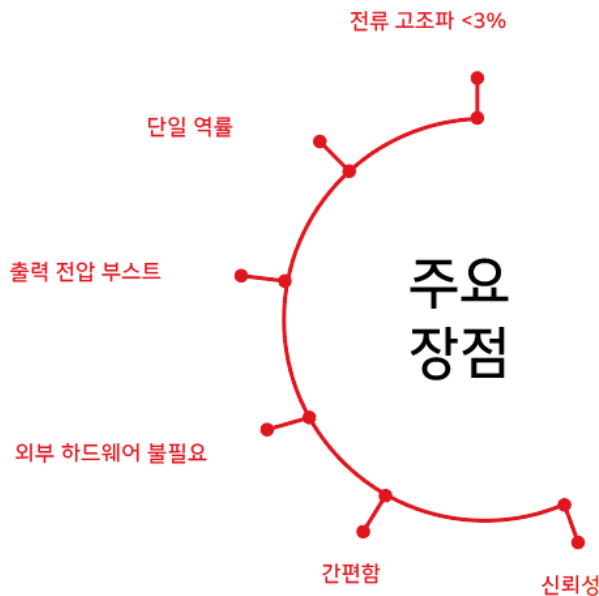 전류 고조파 <3%
단일 역률
출력 전압 부스트
주요
장점
외부 하드웨어 불필요
간편함
신뢰성